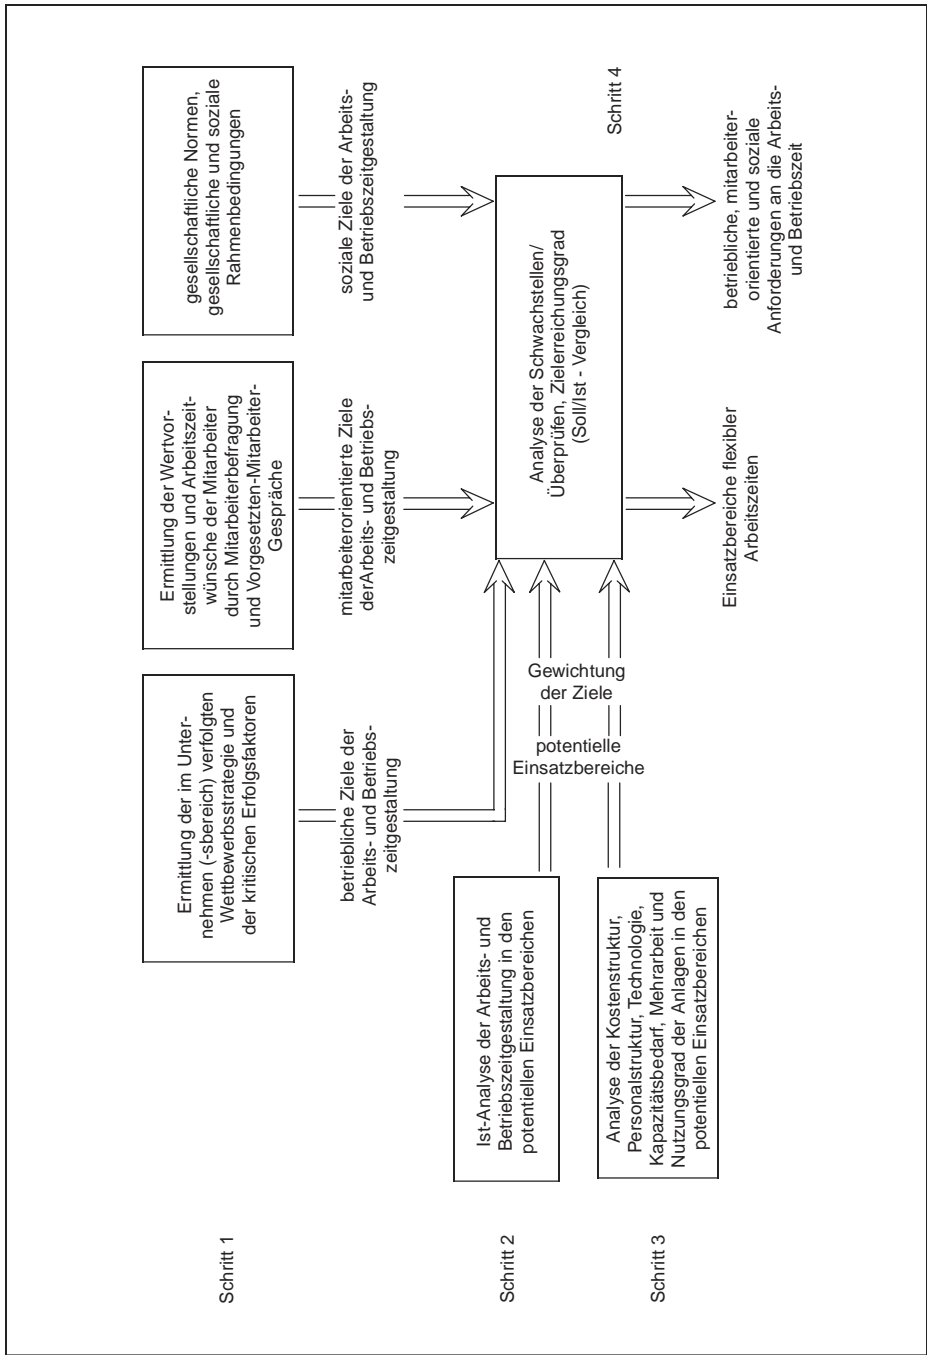 Schritt 1
Ermittlung der im Unter-
nehmen (-sbereich) verfolgten
Wettbewerbsstrategie und
der kritischen Erfolgsfaktoren
Ermittlung der Wertvor-
stellungen und Arbeitszeit-
wünsche der Mitarbeiter
durch Mitarbeiterbefragung
und Vorgesetzten-Mitarbeiter-
Gespräche
gesellschaftliche Normen,
gesellschaftliche und soziale
Rahmenbedingungen
betriebliche Ziele der
Arbeits- und Betriebs-
zeitgestaltung
mitarbeiterorientierte Ziele
derArbeits- und Betriebs-
zeitgestaltung
soziale Ziele der Arbeits-
und Betriebszeitgestaltung
Schritt 2
Ist-Analyse der Arbeits- und
Betriebszeitgestaltung in den
potentiellen Einsatzbereichen
Gewichtung
der Ziele
potentielle
Einsatzbereiche
Schritt 3
Analyse der Kostenstruktur,
Personalstruktur, Technologie,
Kapazitätsbedarf, Mehrarbeit und
Nutzungsgrad der Anlagen in den
potentiellen Einsatzbereichen
Analyse der Schwachstellen/
Überprüfen, Zielerreichungsgrad
(Soll/Ist - Vergleich)
Schritt 4
Einsatzbereiche flexibler
Arbeitszeiten
betriebliche, mitarbeiter-
orientierte und soziale
Anforderungen an die Arbeits-
und Betriebszeit